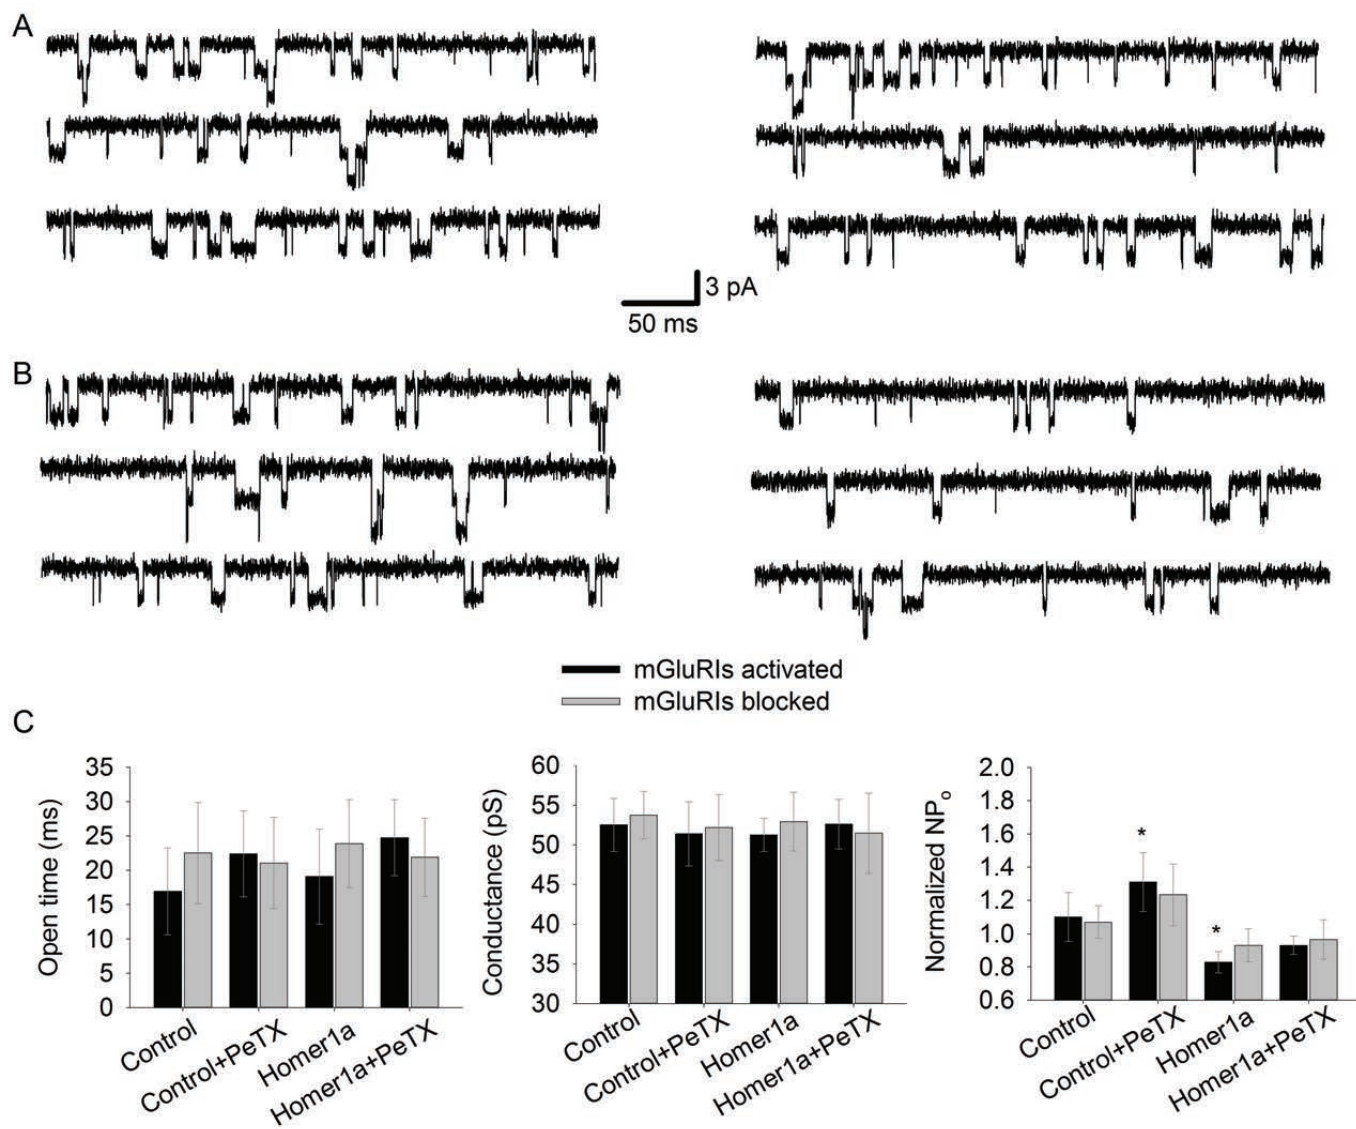 A
3 pA
50 ms
B
mGluRIs activated
mGluRIs blocked
C
Open time (ms)
35
30
25
20
15
10
5
0
Control
Control+PeTX
Homer1a
Homer1a+PeTX
Conductance (pS)
60
55
50
45
40
35
30
Control
Control+PeTX
Homer1a
Homer1a+PeTX
Normalized NPo
2.0
1.8
1.6
1.4
1.2
1.0
0.8
0.6
*
*
Control
Control+PeTX
Homer1a
Homer1a+PeTX